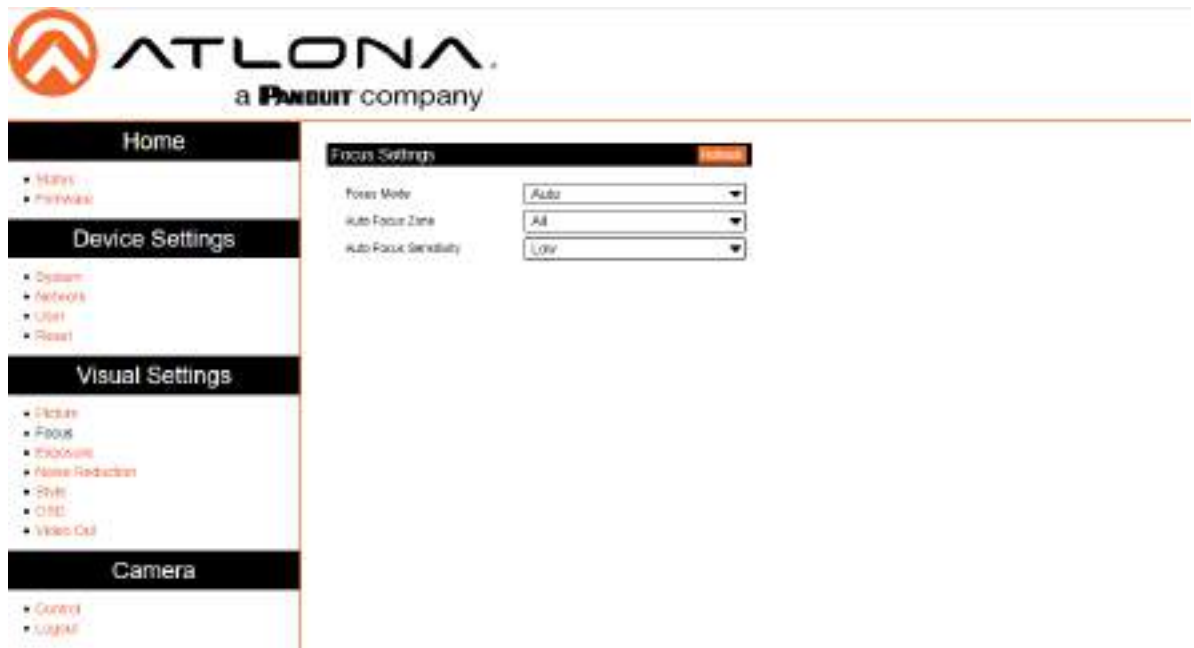 ATLONA.
a PANDUIT company
Home
Status
Firmware
Device Settings
System
Network
User
Reset
Visual Settings
Picture
Focus
Exposure
Noise Reduction
Style
OSD
Video Out
Camera
Control
Logout
Focus Settings
Focus Mode Auto
Auto Focus Zone All
Auto Focus Sensitivity Low